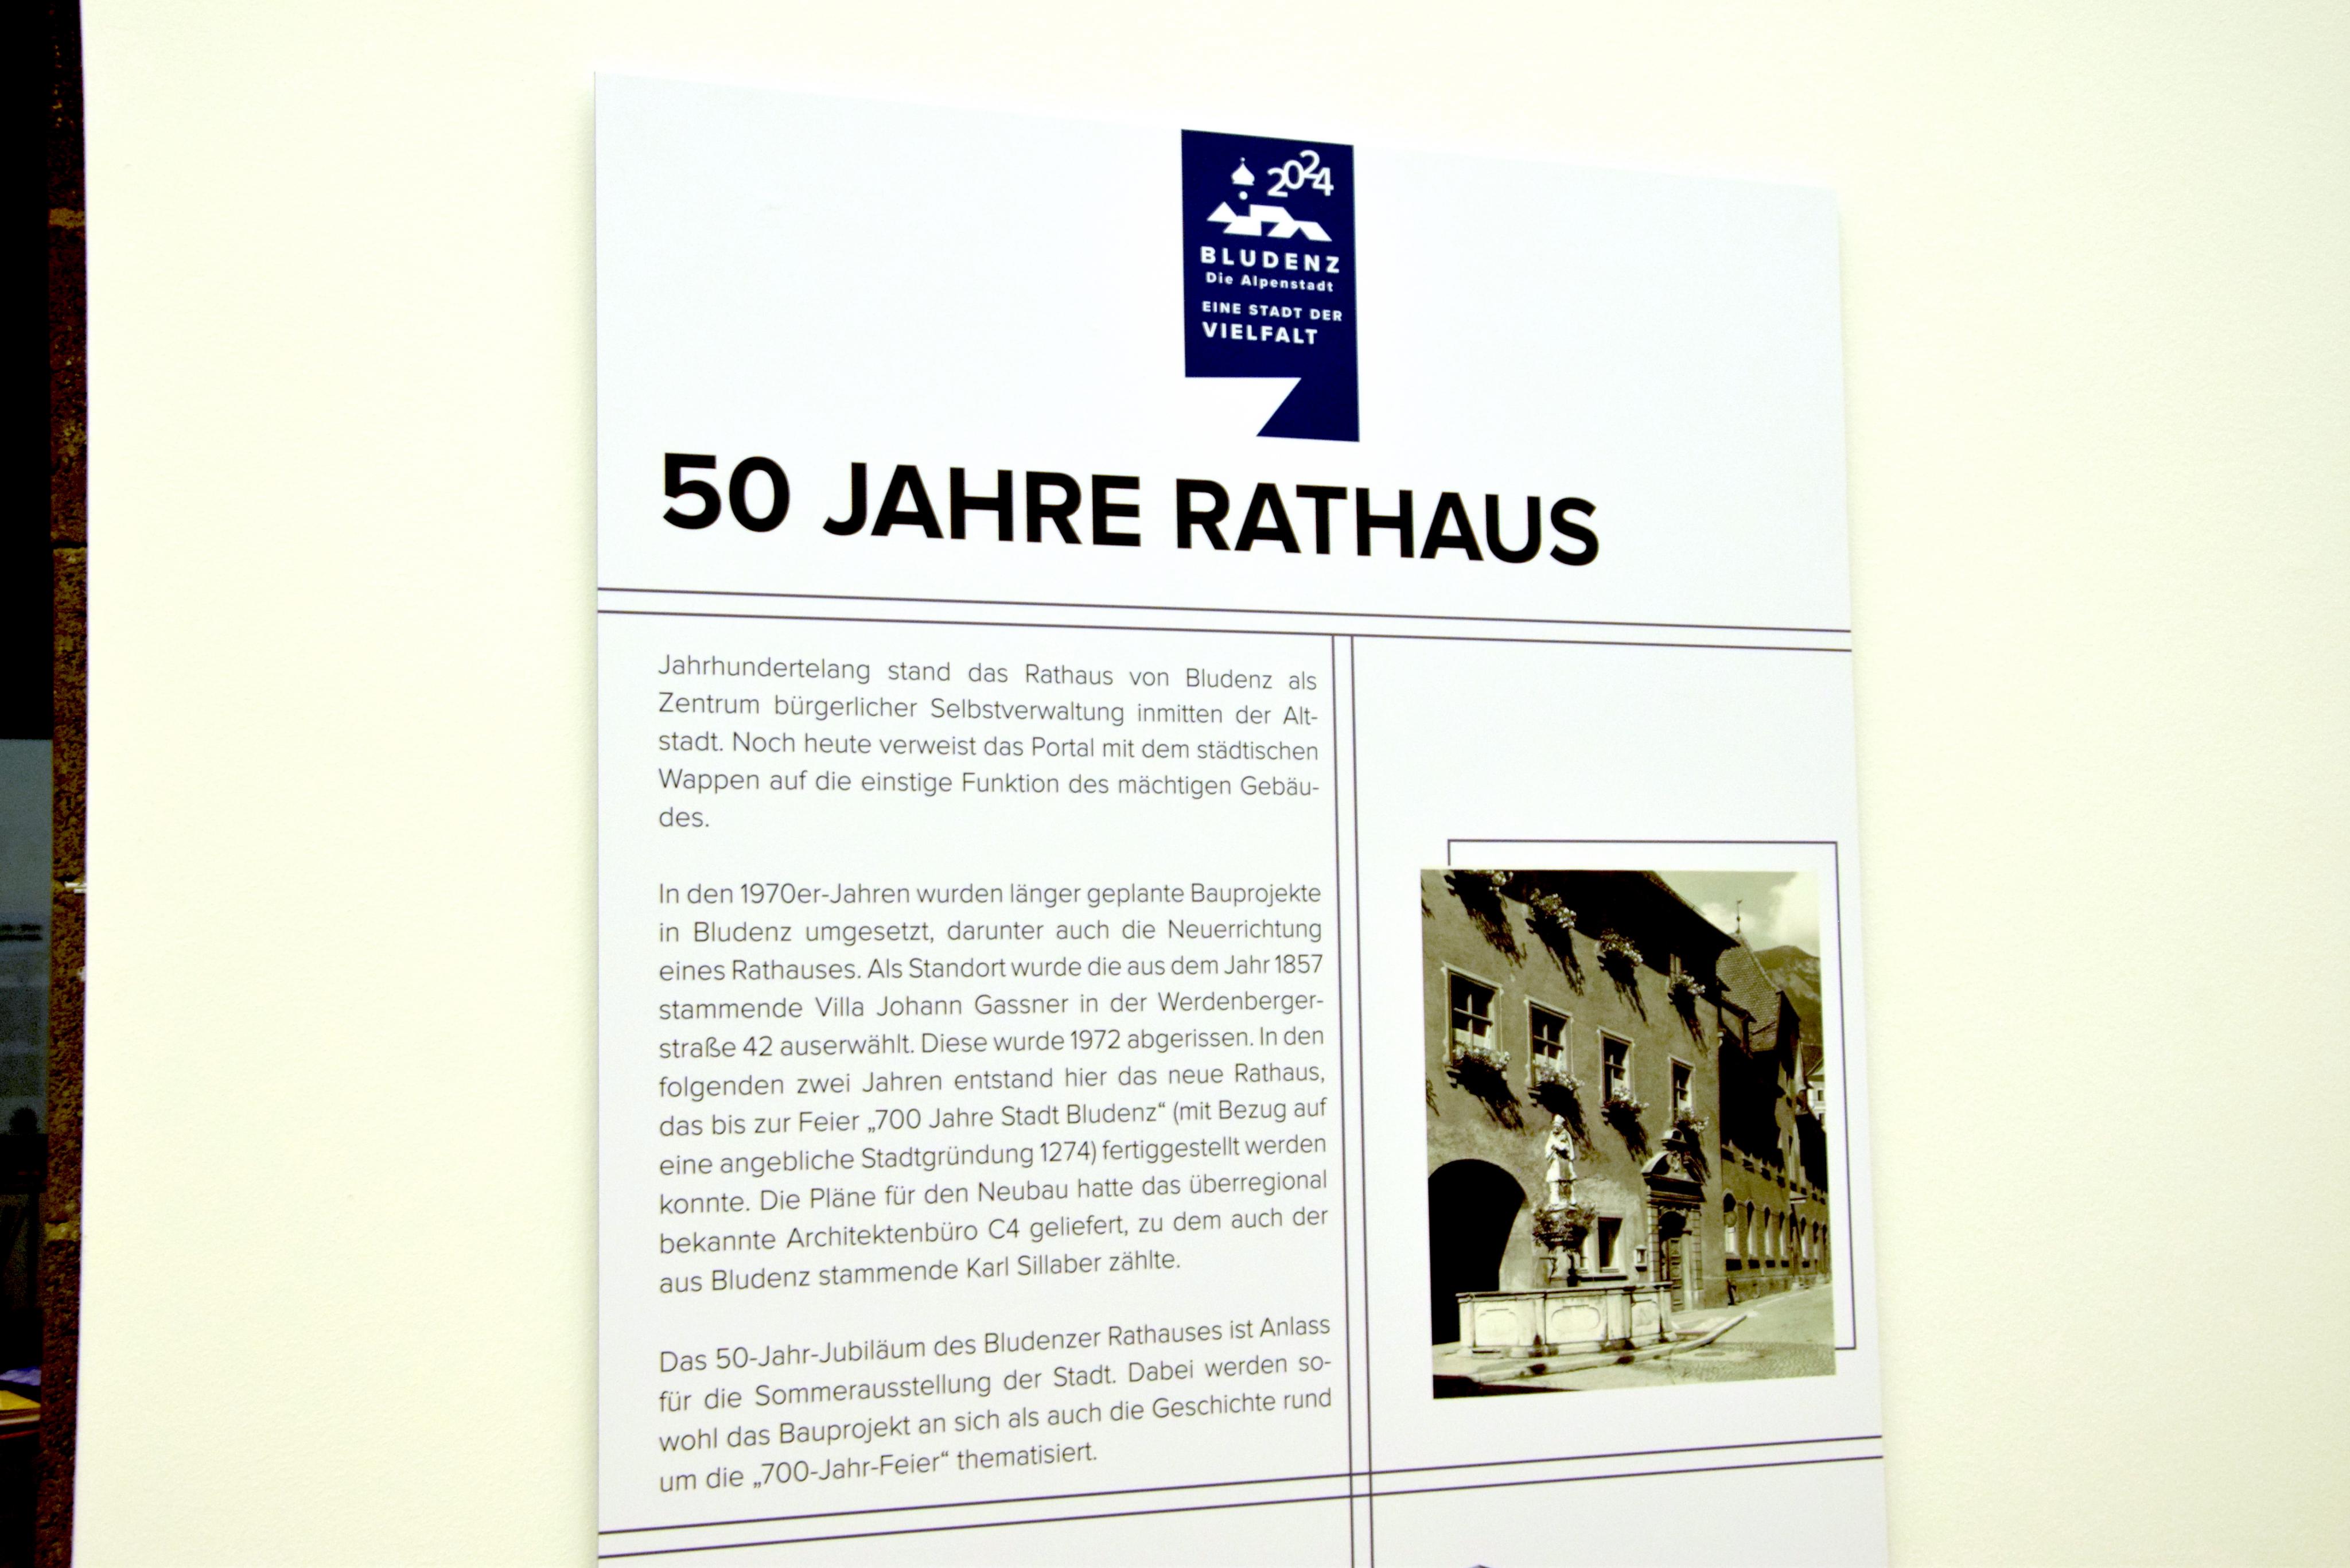 2024
BLUDENZ
Die Alpenstadt
EINE STADT DER
VIELFALT
50 JAHRE RATHAUS
Jahrhundertelang stand das Rathaus von Bludenz als
Zentrum bürgerlicher Selbstverwaltung inmitten der Alt-
stadt. Noch heute verweist das Portal mit dem städtischen
Wappen auf die einstige Funktion des mächtigen Gebäu-
des.
In den 1970er-Jahren wurden länger geplante Bauprojekte
in Bludenz umgesetzt, darunter auch die Neuerrichtung
eines Rathauses. Als Standort wurde die aus dem Jahr 1857
stammende Villa Johann Gassner in der Werdenberger-
straße 42 auserwählt. Diese wurde 1972 abgerissen. In den
folgenden zwei Jahren entstand hier das neue Rathaus,
das bis zur Feier „700 Jahre Stadt Bludenz“ (mit Bezug auf
eine angebliche Stadtgründung 1274) fertiggestellt werden
konnte. Die Pläne für den Neubau hatte das überregional
bekannte Architektenbüro C4 geliefert, zu dem auch der
aus Bludenz stammende Karl Sillaber zählte.
Das 50-Jahr-Jubiläum des Bludenzer Rathauses ist Anlass
für die Sommerausstellung der Stadt. Dabei werden so-
wohl das Bauprojekt an sich als auch die Geschichte rund
um die „700-Jahr-Feier“ thematisiert.